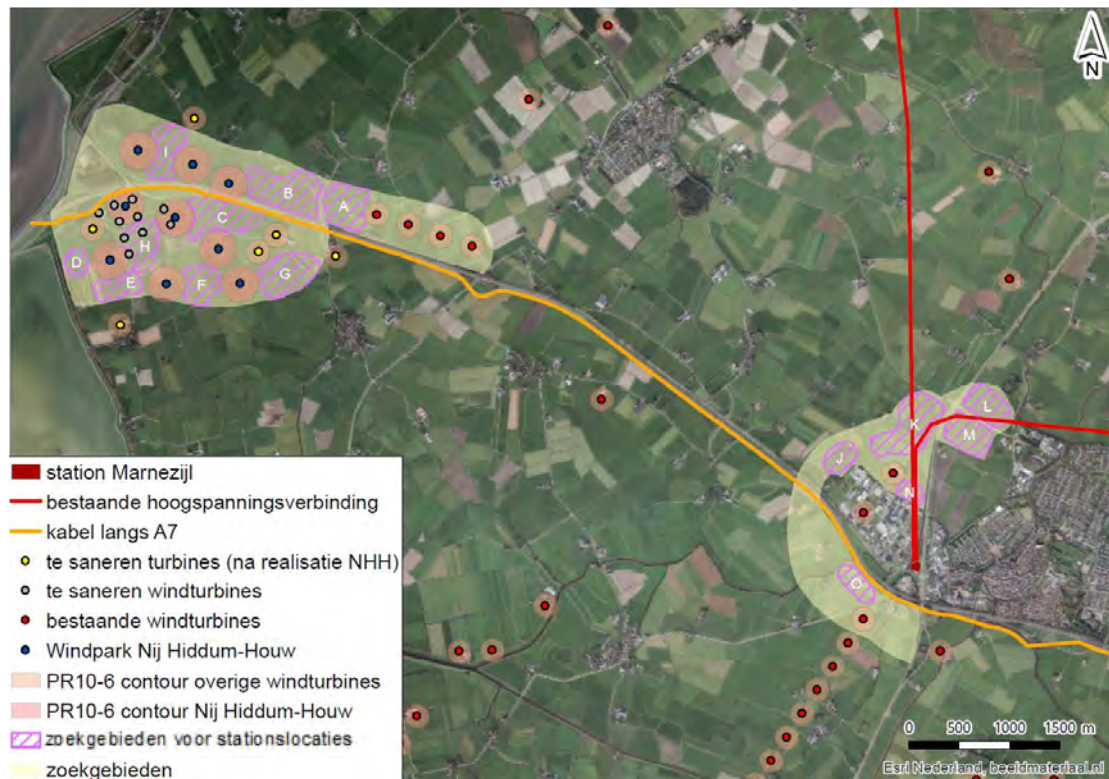 N
I
B
A
C
H
D
E
F
G
L
K
M
J
N
O
station Marnezijl
bestaande hoogspanningsverbinding
kabel langs A7
te saneren turbines (na realisatie NHH)
te saneren windturbines
bestaande windturbines
Windpark Nij Hiddum-Houw
PR10-6 contour overige windturbines
PR10-6 contour Nij Hiddum-Houw
zoekgebieden voor stationslocaties
zoekgebieden
0 500 1000 1500 m
Esri Nederland, beeldmateriaal.nl